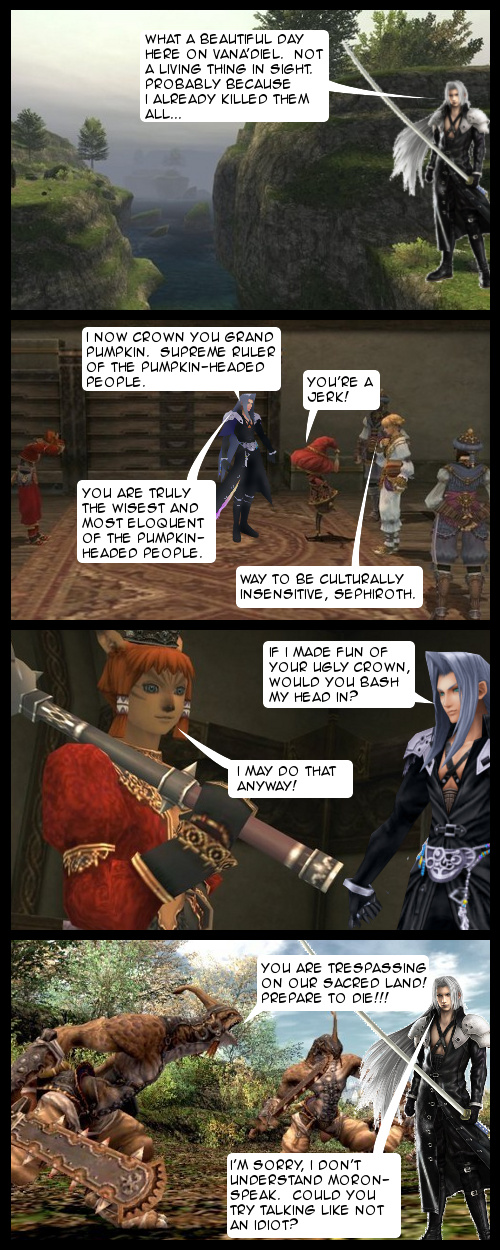 WHAT A BEAUTIFUL DAY
HERE ON VANA'DIEL. NOT
A LIVING THING IN SIGHT.
PROBABLY BECAUSE
I ALREADY KILLED THEM
ALL...
I NOW CROWN YOU GRAND
PUMPKIN. SUPREME RULER
OF THE PUMPKIN-HEADED
PEOPLE.
YOU'RE A
JERK!
YOU ARE TRULY
THE WISEST AND
MOST ELOQUENT
OF THE PUMPKIN-
HEADED PEOPLE.
WAY TO BE CULTURALLY
INSENSITIVE, SEPHIROTH.
IF I MADE FUN OF
YOUR UGLY CROWN,
WOULD YOU BASH
MY HEAD IN?
I MAY DO THAT
ANYWAY!
YOU ARE TRESPASSING
ON OUR SACRED LAND!
PREPARE TO DIE!!!
I'M SORRY, I DON'T
UNDERSTAND MORON-
SPEAK. COULD YOU
TRY TALKING LIKE NOT
AN IDIOT?